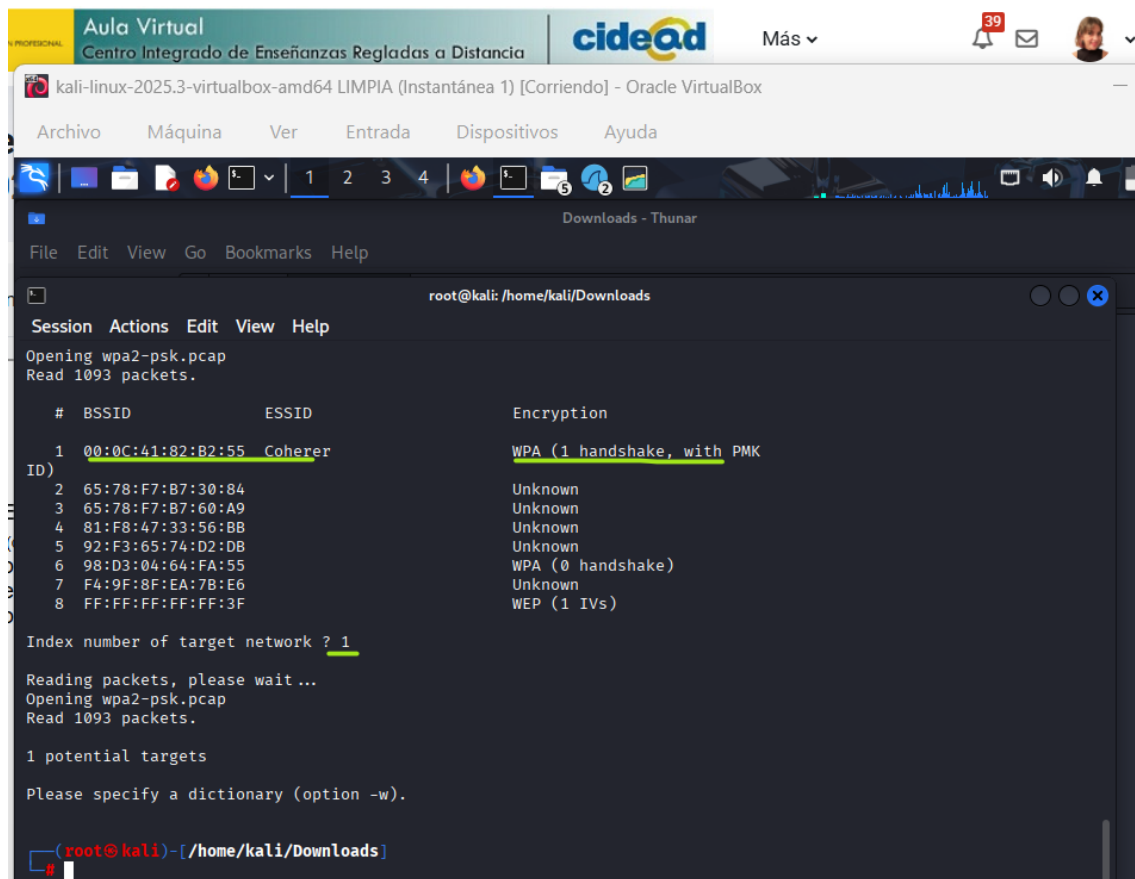 N PROFESIONAL
Aula Virtual
Centro Integrado de Enseñanzas Regladas a Distancia
cidead
Más
39
kali-linux-2025.3-virtualbox-amd64 LIMPIA (Instantánea 1) [Corriendo] - Oracle VirtualBox
Archivo Máquina Ver Entrada Dispositivos Ayuda
1 2 3 4 5 2
Downloads - Thunar
File Edit View Go Bookmarks Help
root@kali: /home/kali/Downloads
Session Actions Edit View Help
Opening wpa2-psk.pcap
Read 1093 packets.
# BSSID ESSID Encryption
1 00:0C:41:82:B2:55 Coherer WPA (1 handshake, with PMK
ID)
2 65:78:F7:B7:30:84 Unknown
3 65:78:F7:B7:60:A9 Unknown
4 81:F8:47:33:56:BB Unknown
5 92:F3:65:74:D2:DB Unknown
6 98:D3:04:64:FA:55 WPA (0 handshake)
7 F4:9F:8F:EA:7B:E6 Unknown
8 FF:FF:FF:FF:FF:3F WEP (1 IVs)
Index number of target network ? 1
Reading packets, please wait...
Opening wpa2-psk.pcap
Read 1093 packets.
1 potential targets
Please specify a dictionary (option -w).
(root㉿kali)-[/home/kali/Downloads]
#